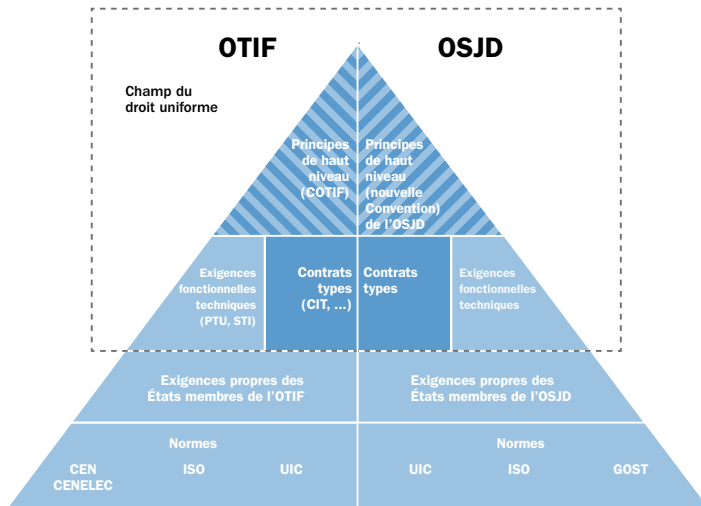 OTIF
OSJD
Champ du
droit uniforme
Principes
de haut
niveau
(COTIF)
Principes
de haut
niveau
(nouvelle
Convention)
de l'OSJD
Exigences
fonctionnelles
techniques
(PTU, STI)
Contrats
types
(CIT, ...)
Contrats
types
Exigences
fonctionnelles
techniques
Exigences propres des
États membres de l'OTIF
Exigences propres des
États membres de l'OSJD
Normes
CEN
CENELEC
ISO
UIC
Normes
UIC
ISO
GOST